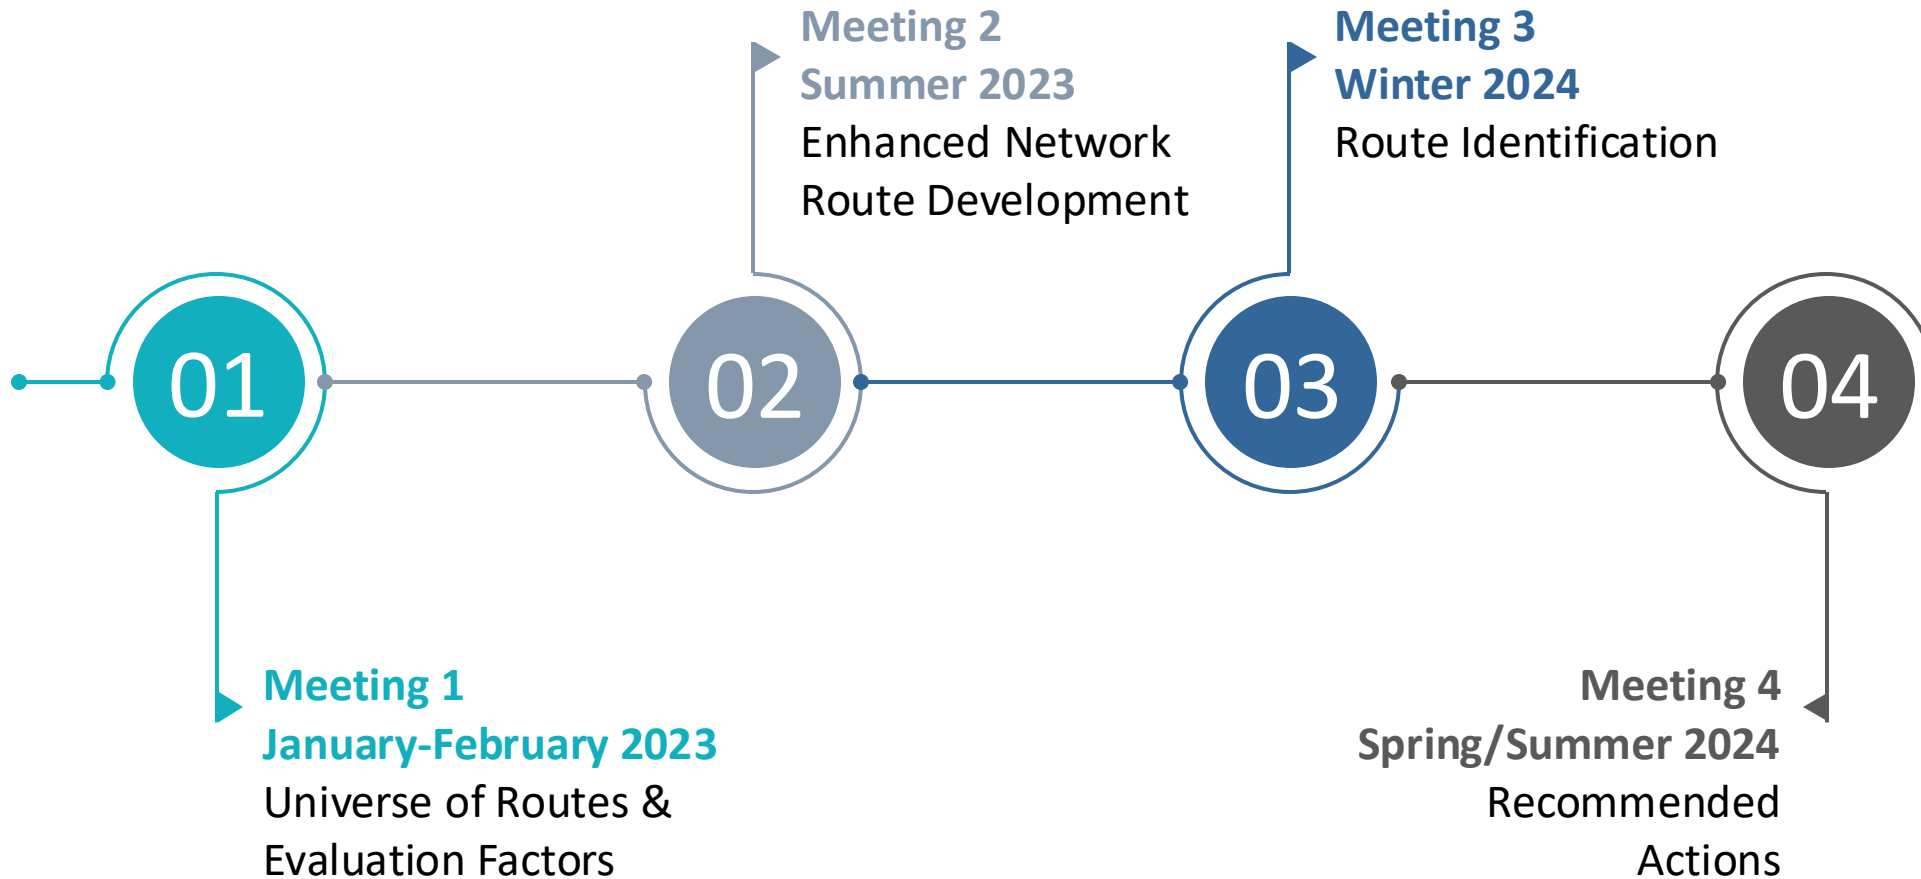 Meeting 2
Summer 2023
Enhanced Network
Route Development
Meeting 3
Winter 2024
Route Identification
01
02
03
04
Meeting 1
January-February 2023
Universe of Routes &
Evaluation Factors
Meeting 4
Spring/Summer 2024
Recommended
Actions